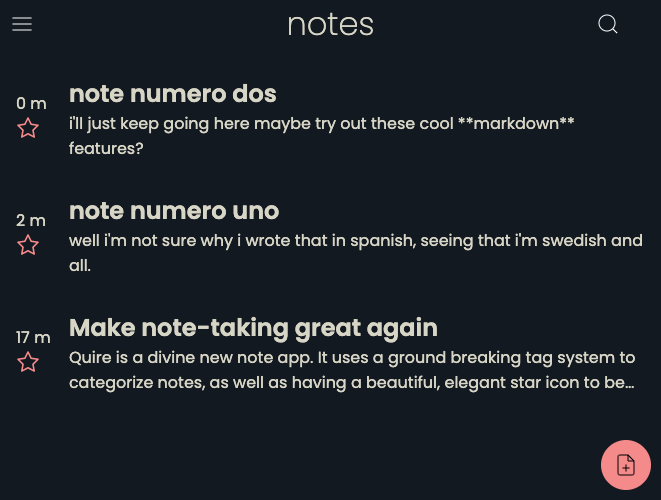 notes
0 m
note numero dos
i'll just keep going here maybe try out these cool **markdown**
features?
2 m
note numero uno
well i'm not sure why i wrote that in spanish, seeing that i'm swedish and
all.
17 m
Make note-taking great again
Quire is a divine new note app. It uses a ground breaking tag system to
categorize notes, as well as having a beautiful, elegant star icon to be...